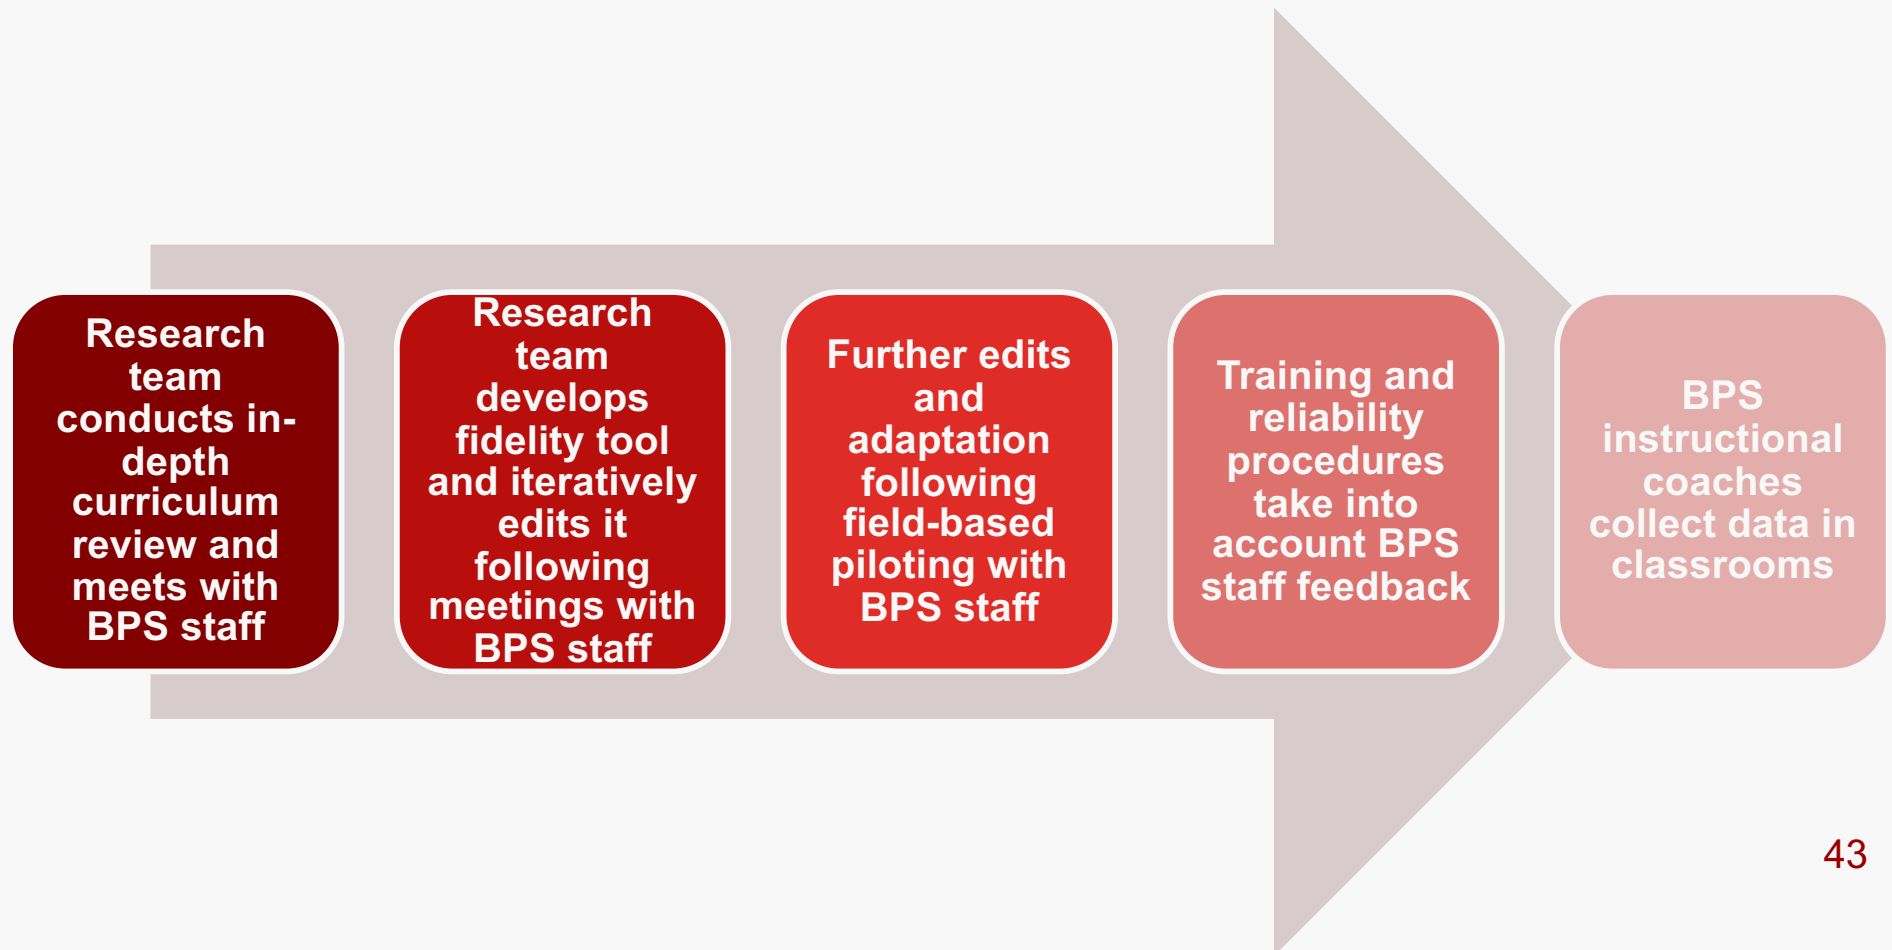 Research
team
conducts in-
depth
curriculum
review and
meets with
BPS staff
Research
team
develops
fidelity tool
and iteratively
edits it
following
meetings with
BPS staff
Further edits
and
adaptation
following
field-based
piloting with
BPS staff
Training and
reliability
procedures
take into
account BPS
staff feedback
BPS
instructional
coaches
collect data in
classrooms
43